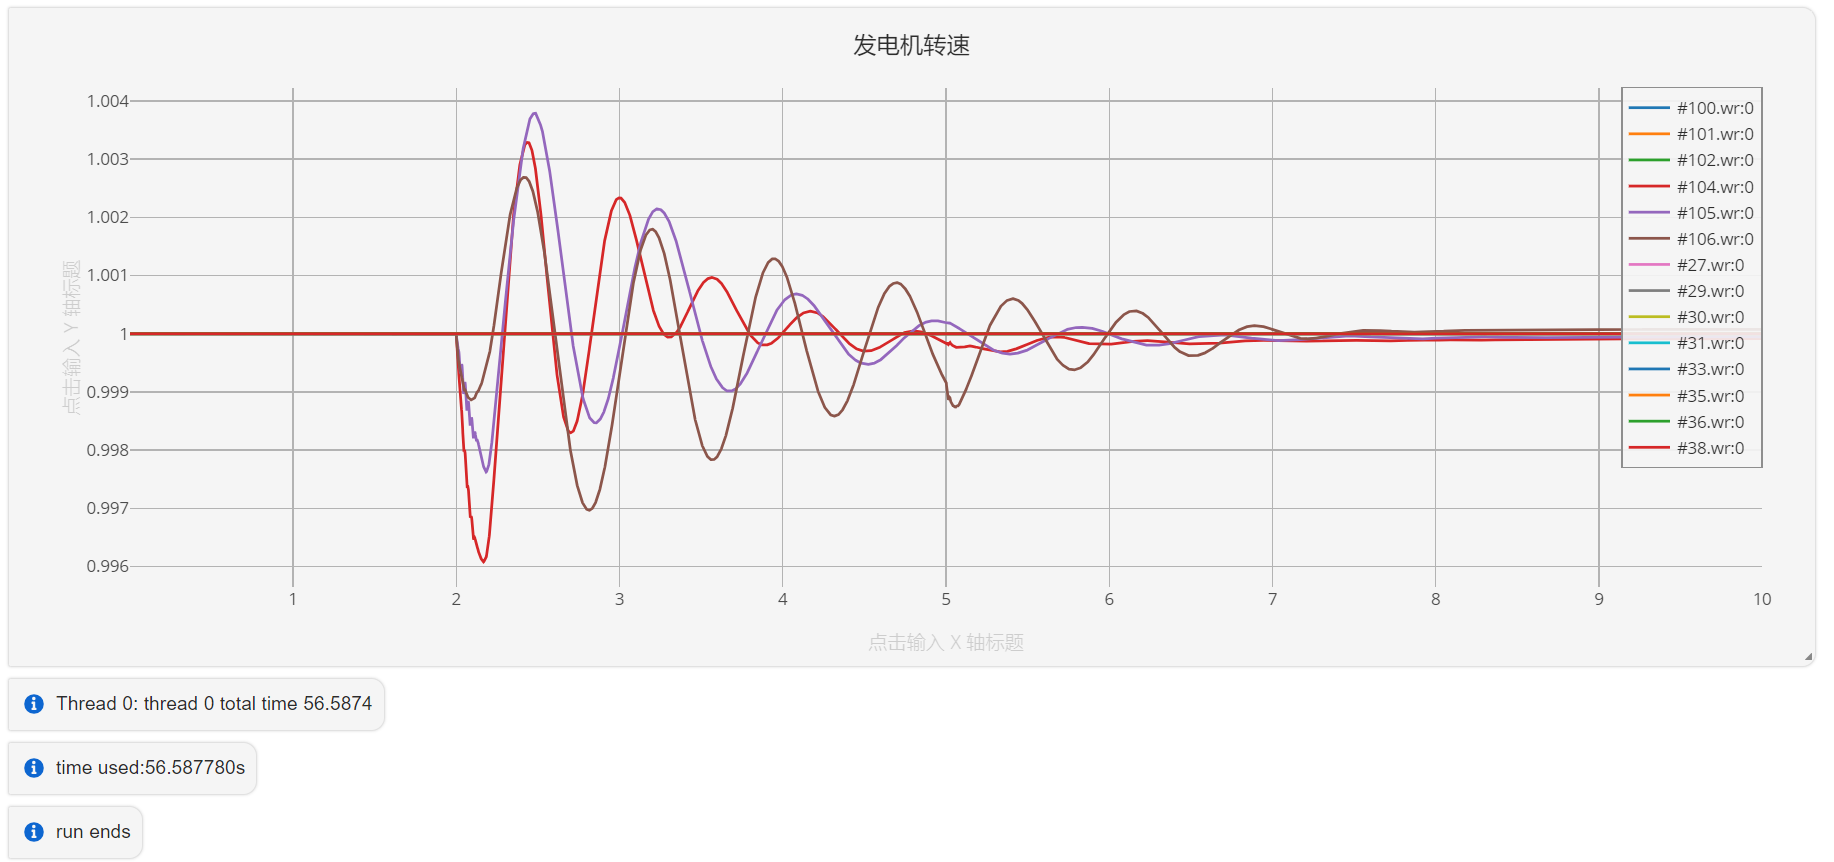 发电机转速
1.004
1.003
1.002
1.001
1
0.999
0.998
0.997
0.996
点击输入 Y 轴标题
1 2 3 4 5 6 7 8 9 10
点击输入 X 轴标题
#100.wr:0
#101.wr:0
#102.wr:0
#104.wr:0
#105.wr:0
#106.wr:0
#27.wr:0
#29.wr:0
#30.wr:0
#31.wr:0
#33.wr:0
#35.wr:0
#36.wr:0
#38.wr:0
Thread 0: thread 0 total time 56.5874
time used:56.587780s
run ends